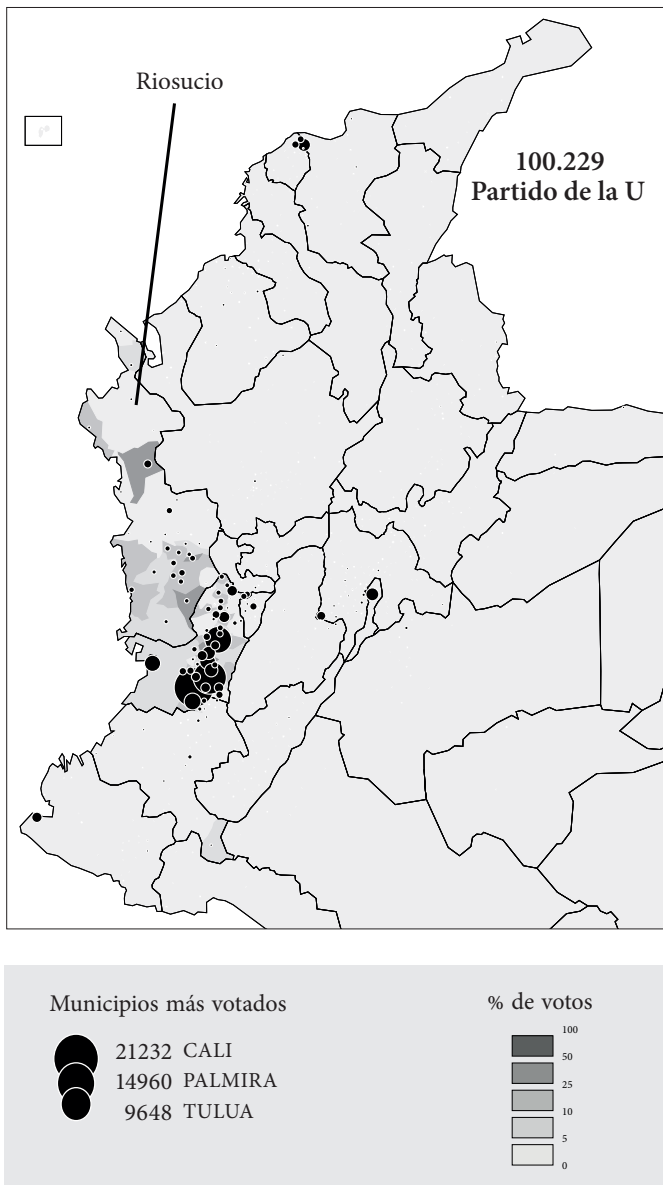 Riosucio
100.229
Partido de la U
Municipios más votados
21232 CALI
14960 PALMIRA
9648 TULUA
% de votos
100
50
25
10
5
0